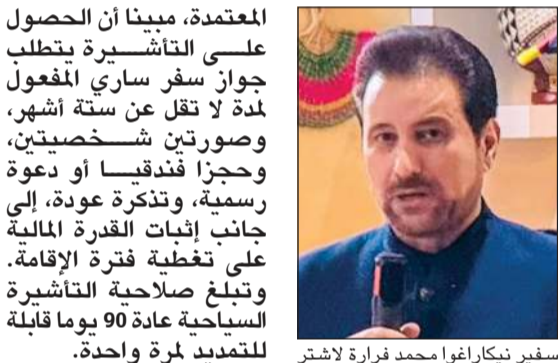 المعتمدة، مبينا أن الحصول
على التأشيرة يتطلب
جواز سفر ساري المفعول
لمدة لا تقل عن ستة أشهر،
وصورتين شخصيتين،
وحجزا فندقيا أو دعوة
رسمية، وتذكرة عودة، إلى
جانب إثبات القدرة المالية
على تغطية فترة الإقامة.
وتبلغ صلاحية التأشيرة
السياحية عادة 90 يوما قابلة
للتمديد لمرة واحدة.
سفير نيكاراغوا محمد فرارة لاشتر